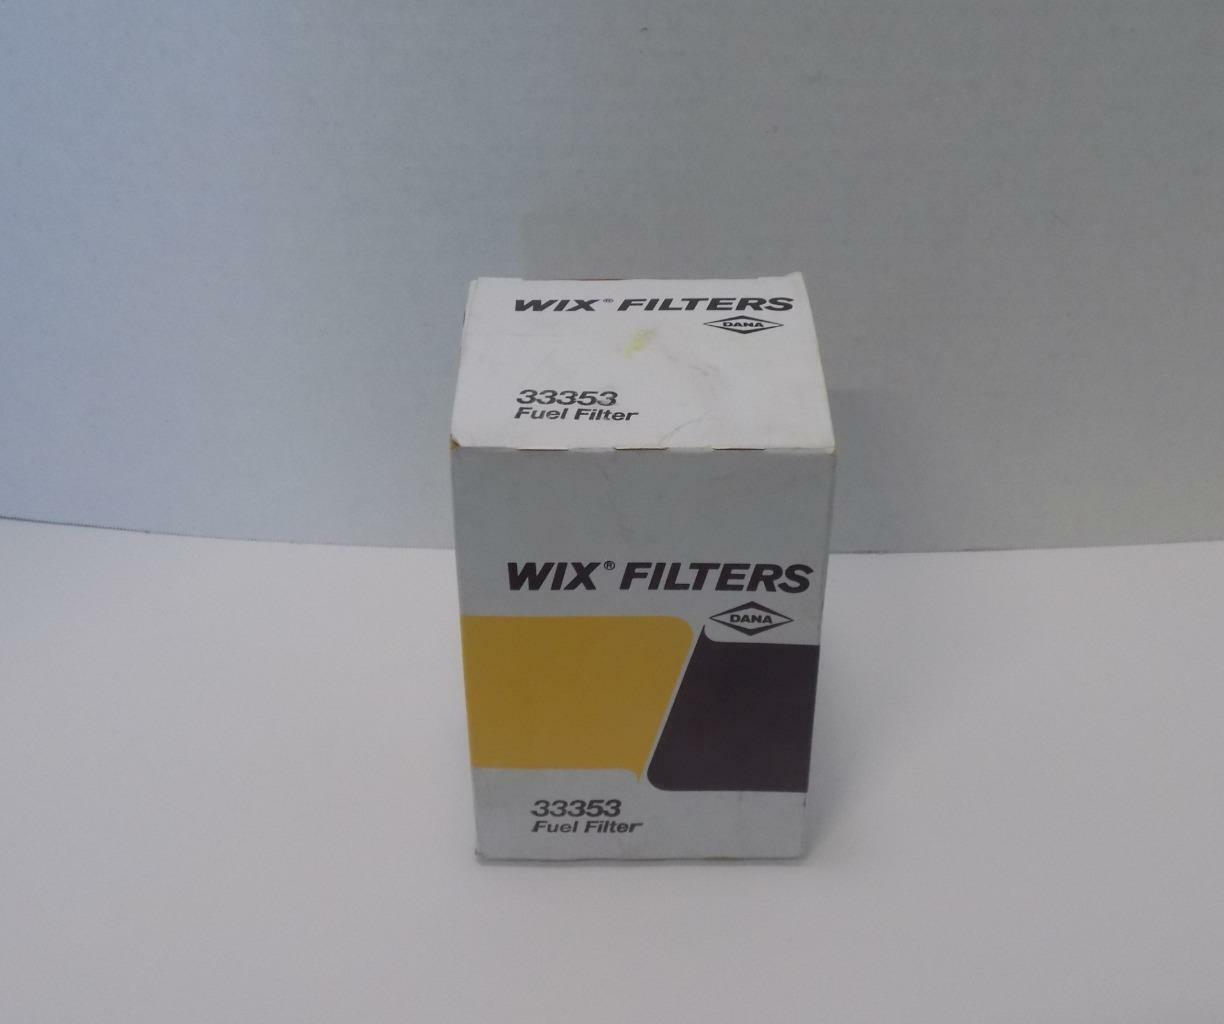 WIX® FILTERS
DANA
33353
Fuel Filter
WIX® FILTERS
DANA
33353
Fuel Filter